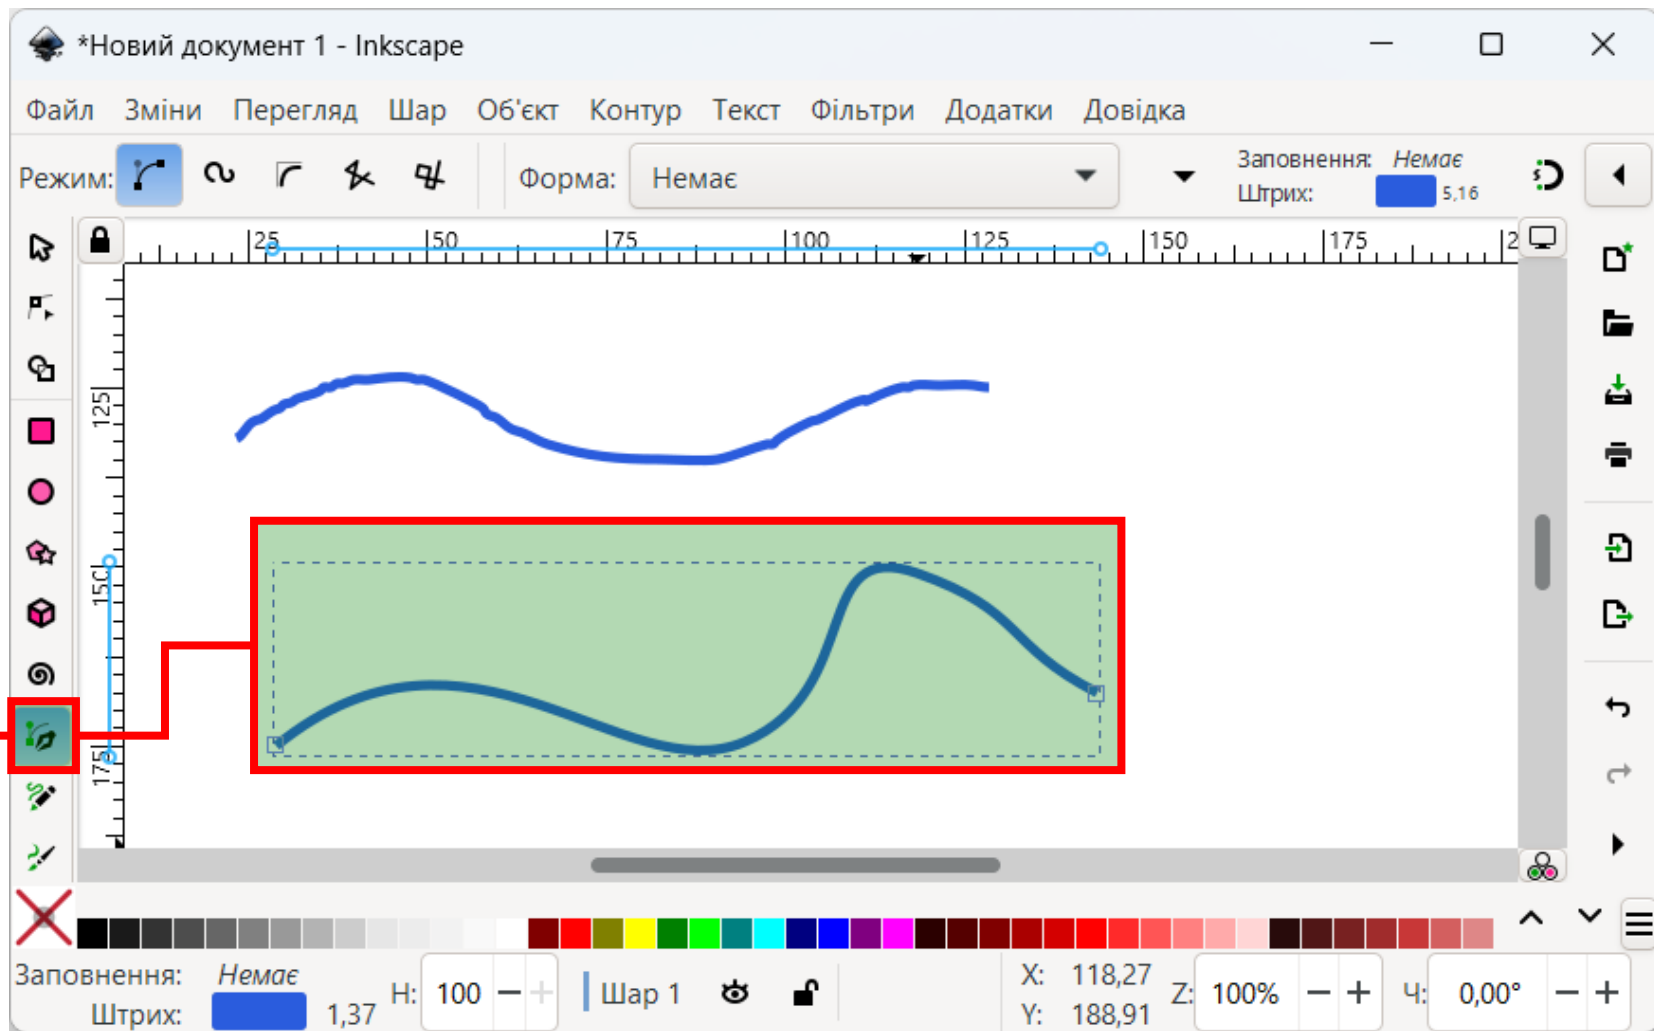 *Новий документ 1 - Inkscape
Файл Зміни Перегляд Шар Об'єкт Контур Текст Фільтри Додатки Довідка
Режим: Форма: Немає Заповнення: Немає
Штрих: 5,16
25 50 75 100 125 150 175 2
125
150
175
Заповнення: Немає
Штрих: 1,37
Н: 100
Шар 1
X: 118,27
Y: 188,91
Z: 100%
Ч: 0,00°